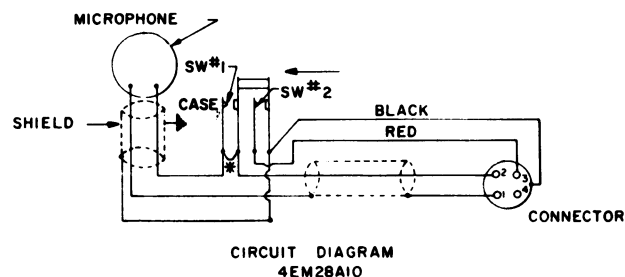 MICROPHONE
SW#1
CASE
SW#2
SHIELD
BLACK
RED
*
2
3
1
4
CONNECTOR
CIRCUIT DIAGRAM
4EM28A10